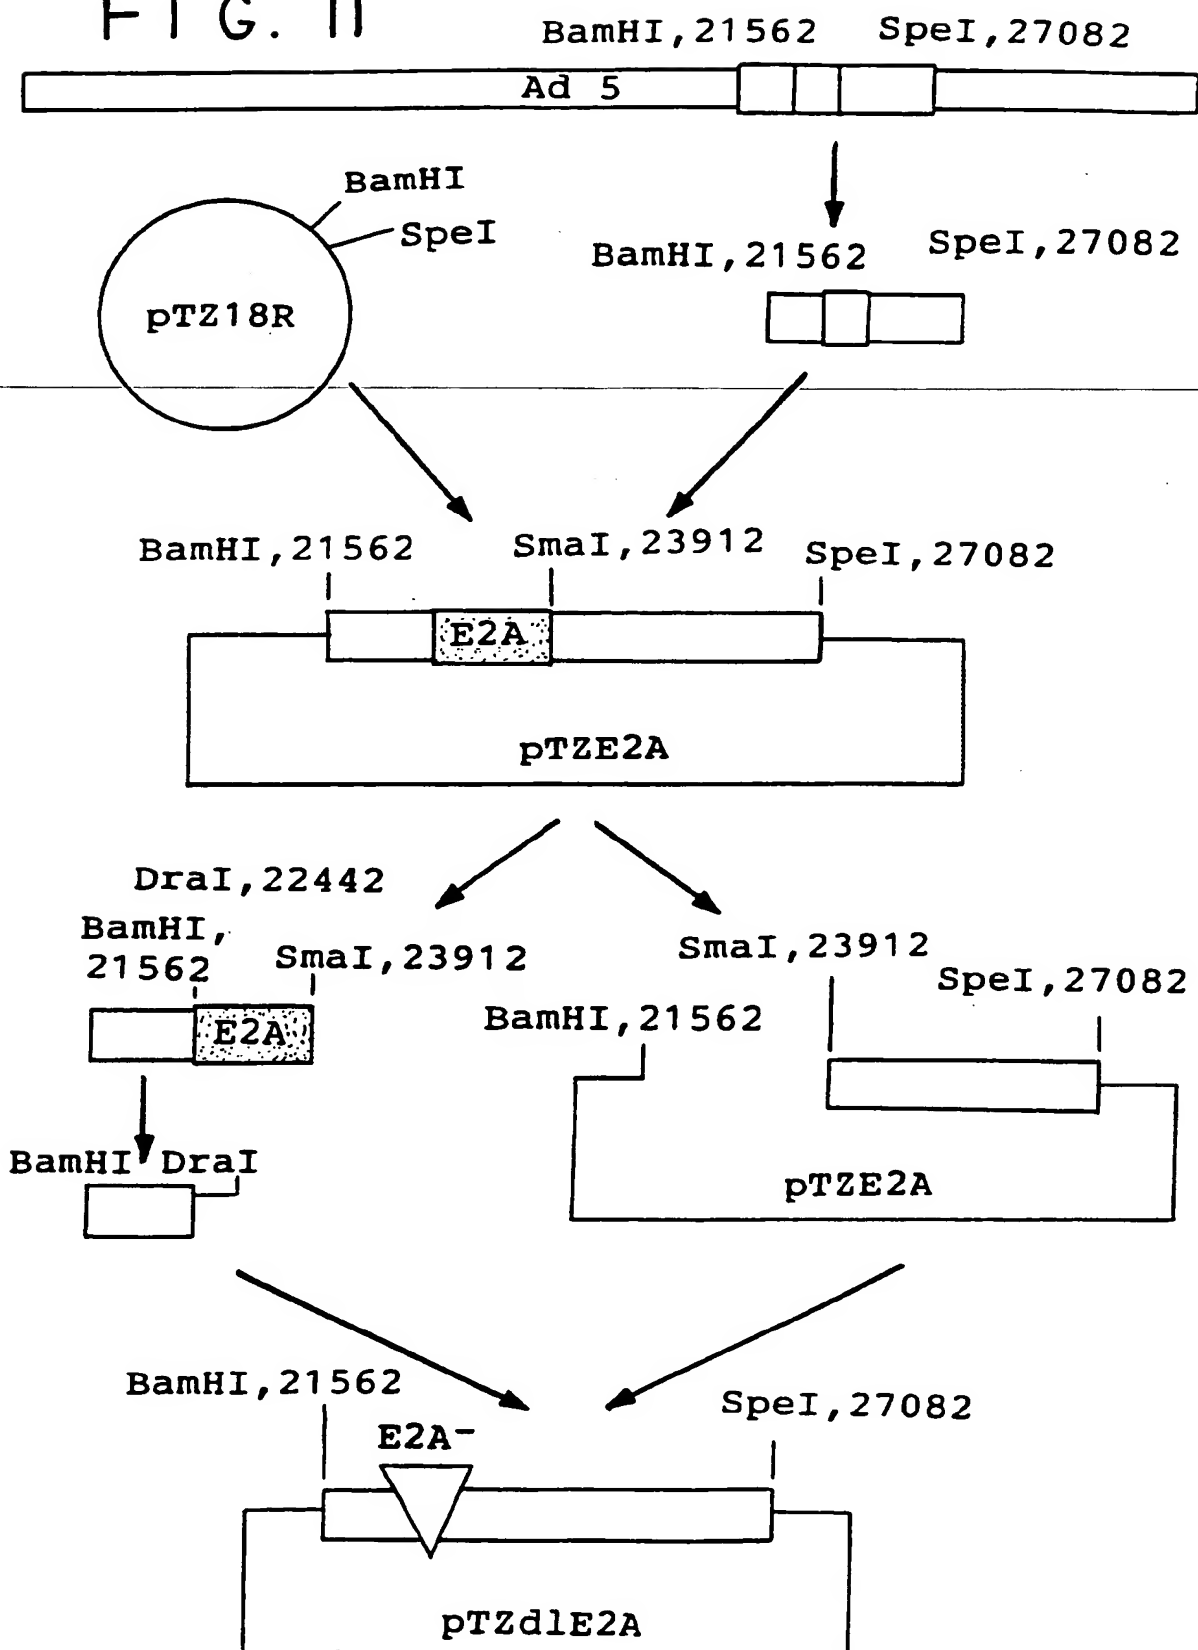 FIG. 11
BamHI,21562 SpeI,27082
Ad 5
BamHI
SpeI
pTZ18R
BamHI,21562 SpeI,27082
BamHI,21562 SmaI,23912 SpeI,27082
E2A
pTZE2A
DraI,22442
BamHI,
21562
SmaI,23912
E2A
BamHI DraI
SmaI,23912
SpeI,27082
BamHI,21562
pTZE2A
BamHI,21562
SpeI,27082
E2A-
pTZdlE2A